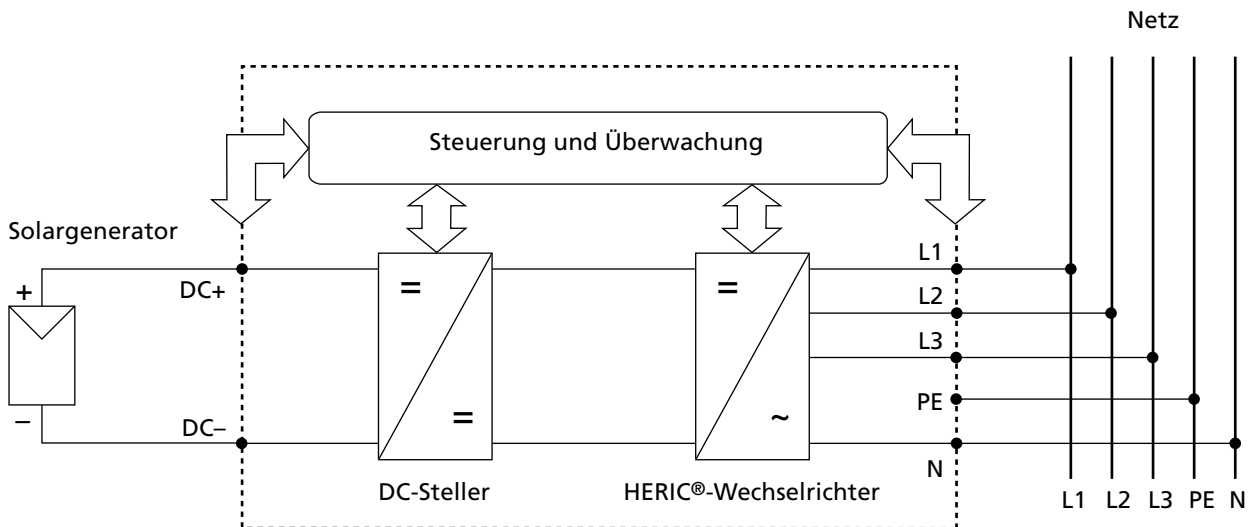 Netz
Steuerung und Überwachung
Solargenerator
+
–
DC+
DC–
=
=
=
~
L1
L2
L3
PE
N
DC-Steller
HERIC®-Wechselrichter
L1 L2 L3 PE N